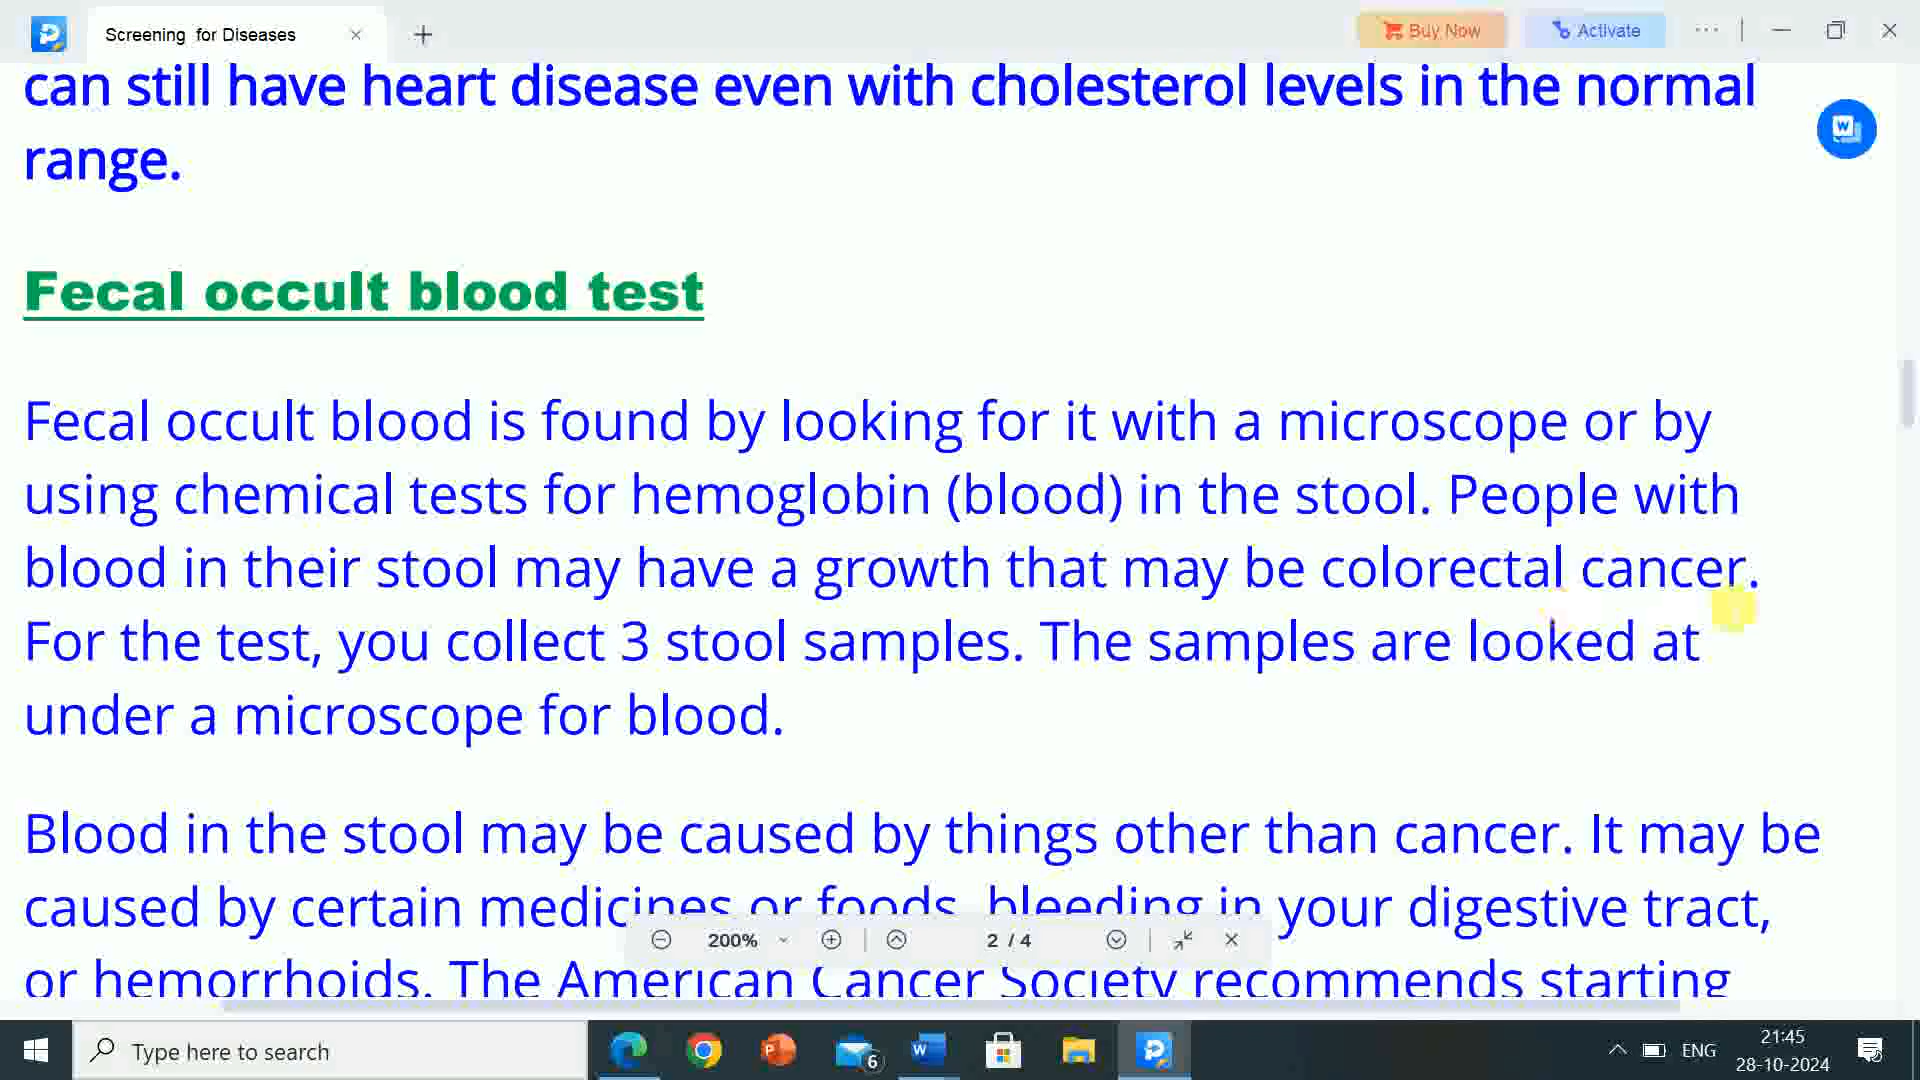 Screening for Diseases
Buy Now
Activate
can still have heart disease even with cholesterol levels in the normal
range.
Fecal occult blood test
Fecal occult blood is found by looking for it with a microscope or by
using chemical tests for hemoglobin (blood) in the stool. People with
blood in their stool may have a growth that may be colorectal cancer.
For the test, you collect 3 stool samples. The samples are looked at
under a microscope for blood.
Blood in the stool may be caused by things other than cancer. It may be
caused by certain medicines or foods, bleeding in your digestive tract,
or hemorrhoids. The American Cancer Society recommends starting
200%
2 / 4
Type here to search
6
ENG
21:45
28-10-2024